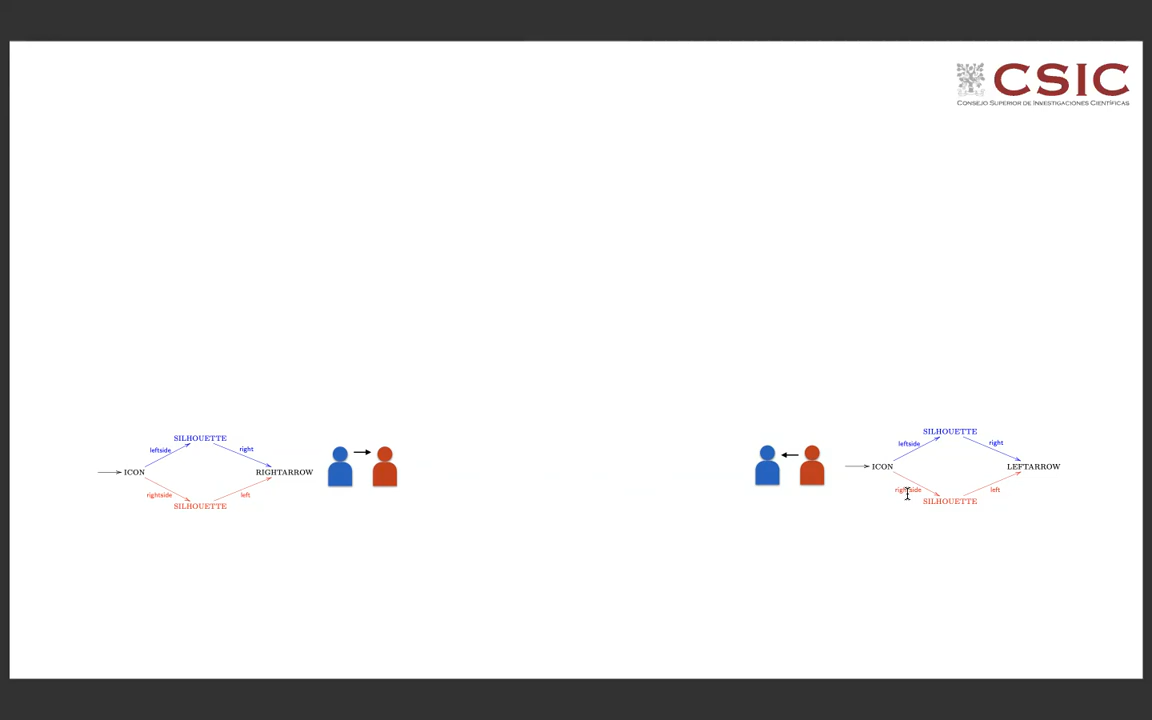 CSIC
CONSEJO SUPERIOR DE INVESTIGACIONES CIENTÍFICAS
SILHOUETTE
leftside
right
ICON
RIGHTARROW
rightside
left
SILHOUETTE
SILHOUETTE
leftside
right
ICON
LEFTARROW
rightside
left
SILHOUETTE